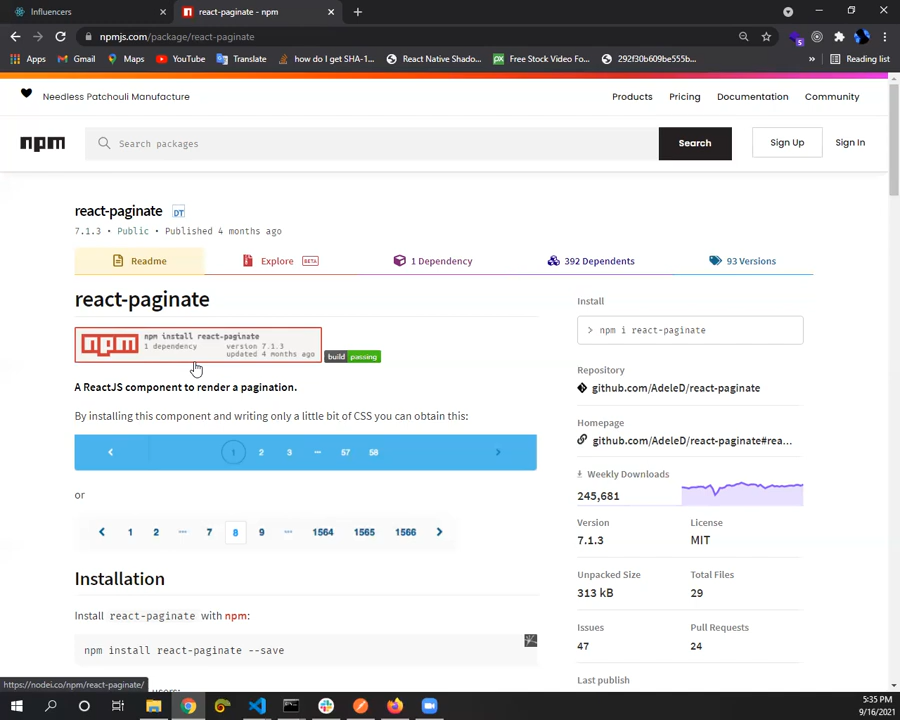 Influencers
react-paginate - npm
npmjs.com/package/react-paginate
Apps
Gmail
Maps
YouTube
Translate
how do I get SHA-1...
React Native Shado...
Free Stock Video Fo...
292f30b609be555b...
»
Reading list
Needless Patchouli Manufacture
Products
Pricing
Documentation
Community
npm
Search packages
Search
Sign Up
Sign In
react-paginate DT
7.1.3 • Public • Published 4 months ago
Readme
Explore BETA
1 Dependency
392 Dependents
93 Versions
react-paginate
npm
npm install react-paginate
1 dependency version 7.1.3
updated 4 months ago
build passing
A ReactJS component to render a pagination.
By installing this component and writing only a little bit of CSS you can obtain this:
1 2 3 ... 57 58
or
1 2 ... 7 8 9 ... 1564 1565 1566
Installation
Install react-paginate with npm:
npm install react-paginate --save
users:
Install
> npm i react-paginate
Repository
github.com/AdeleD/react-paginate
Homepage
github.com/AdeleD/react-paginate#rea...
Weekly Downloads
245,681
Version
7.1.3
License
MIT
Unpacked Size
313 kB
Total Files
29
Issues
47
Pull Requests
24
Last publish
https://nodei.co/npm/react-paginate/
5:35 PM
9/16/2021